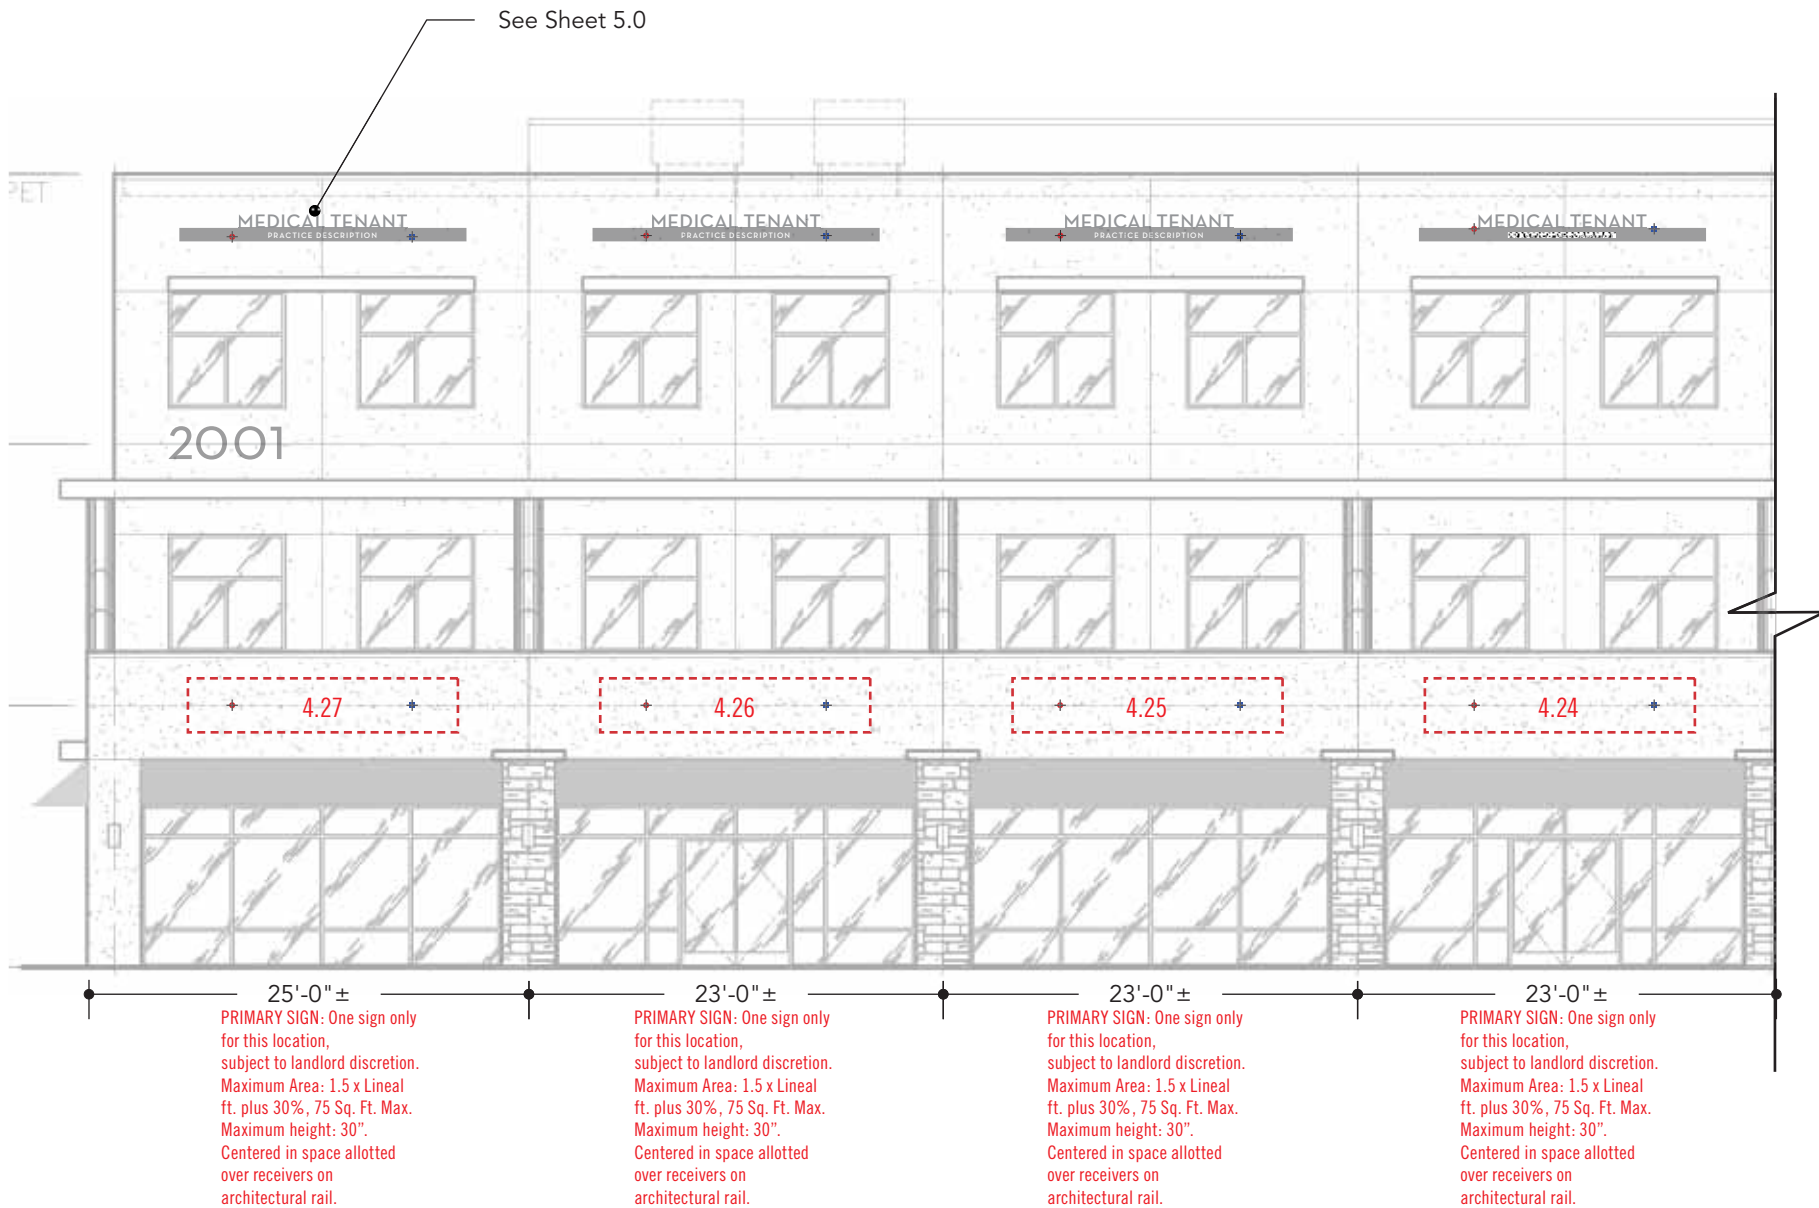 See Sheet 5.0
PET
MEDICAL TENANT
PRACTICE DESCRIPTION
MEDICAL TENANT
PRACTICE DESCRIPTION
MEDICAL TENANT
PRACTICE DESCRIPTION
MEDICAL TENANT
2001
4.27
4.26
4.25
4.24
25'-0"±
23'-0"±
23'-0"±
23'-0"±
PRIMARY SIGN: One sign only
for this location,
subject to landlord discretion.
Maximum Area: 1.5 x Lineal
ft. plus 30%, 75 Sq. Ft. Max.
Maximum height: 30”.
Centered in space allotted
over receivers on
architectural rail.
PRIMARY SIGN: One sign only
for this location,
subject to landlord discretion.
Maximum Area: 1.5 x Lineal
ft. plus 30%, 75 Sq. Ft. Max.
Maximum height: 30”.
Centered in space allotted
over receivers on
architectural rail.
PRIMARY SIGN: One sign only
for this location,
subject to landlord discretion.
Maximum Area: 1.5 x Lineal
ft. plus 30%, 75 Sq. Ft. Max.
Maximum height: 30”.
Centered in space allotted
over receivers on
architectural rail.
PRIMARY SIGN: One sign only
for this location,
subject to landlord discretion.
Maximum Area: 1.5 x Lineal
ft. plus 30%, 75 Sq. Ft. Max.
Maximum height: 30”.
Centered in space allotted
over receivers on
architectural rail.